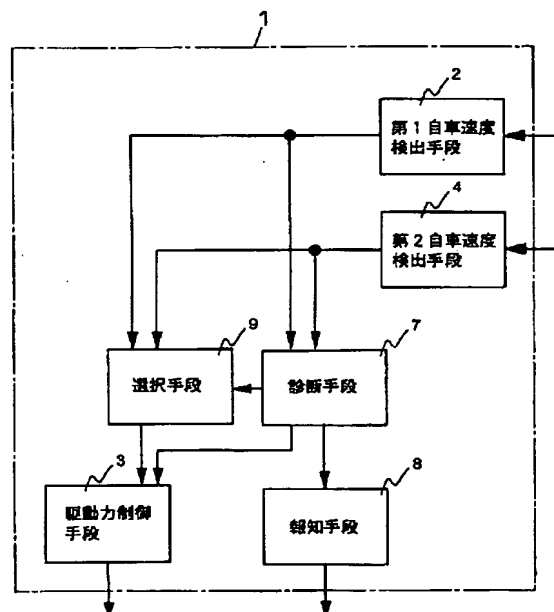 1
2
第1自車速度
検出手段
4
第2自車速度
検出手段
9
選択手段
7
診断手段
3
駆動力制御
手段
8
報知手段